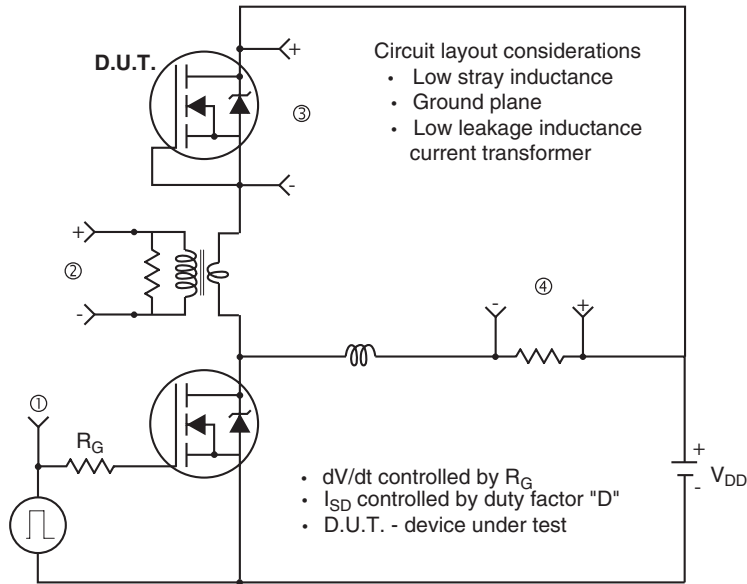 D.U.T.
+
Circuit layout considerations
• Low stray inductance
• Ground plane
• Low leakage inductance
current transformer
③
-
+
②
-
④
- +
①
R_G
+
V_DD
-
• dV/dt controlled by R_G
• I_SD controlled by duty factor "D"
• D.U.T. - device under test